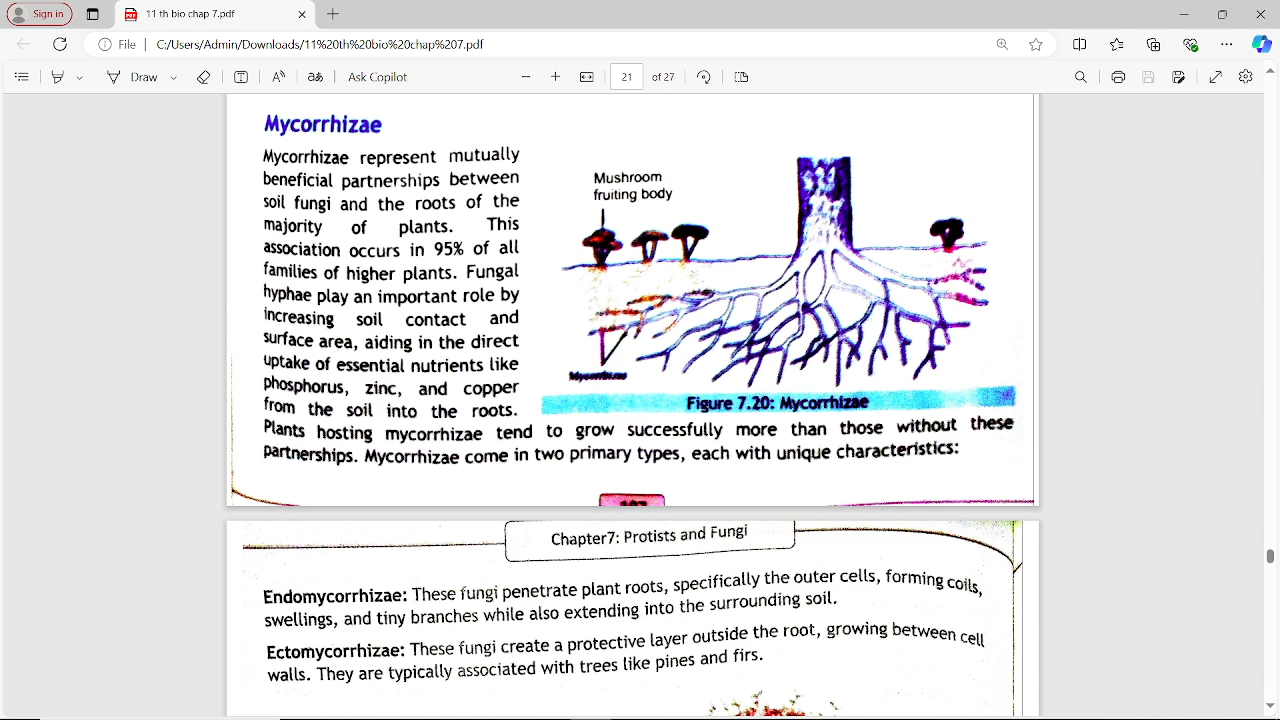 Sign in
11 th bio chap 7.pdf
File
C:/Users/Admin/Downloads/11%20th%20bio%20chap%207.pdf
Draw
Ask Copilot
21
of 27
Mycorrhizae
Mycorrhizae represent mutually
beneficial partnerships between
soil fungi and the roots of the
majority of plants. This
association occurs in 95% of all
families of higher plants. Fungal
hyphae play an important role by
increasing soil contact and
surface area, aiding in the direct
uptake of essential nutrients like
phosphorus, zinc, and copper
from the soil into the roots.
Mushroom
fruiting body
Mycorrhizae
Figure 7.20: Mycorrhizae
Plants hosting mycorrhizae tend to grow successfully more than those without these
partnerships. Mycorrhizae come in two primary types, each with unique characteristics:
Chapter7: Protists and Fungi
Endomycorrhizae: These fungi penetrate plant roots, specifically the outer cells, forming coils,
swellings, and tiny branches while also extending into the surrounding soil.
Ectomycorrhizae: These fungi create a protective layer outside the root, growing between cell
walls. They are typically associated with trees like pines and firs.